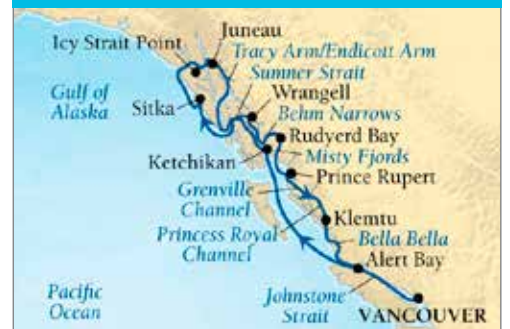 Juneau
Icy Strait Point
Tracy Arm/Endicott Arm
Sumner Strait
Gulf of
Alaska
Sitka
Wrangell
Behm Narrows
Rudyerd Bay
Ketchikan
Misty Fjords
Prince Rupert
Grenville
Channel
Klemtu
Princess Royal
Channel
Bella Bella
Alert Bay
Pacific
Ocean
Johnstone
Strait
VANCOUVER